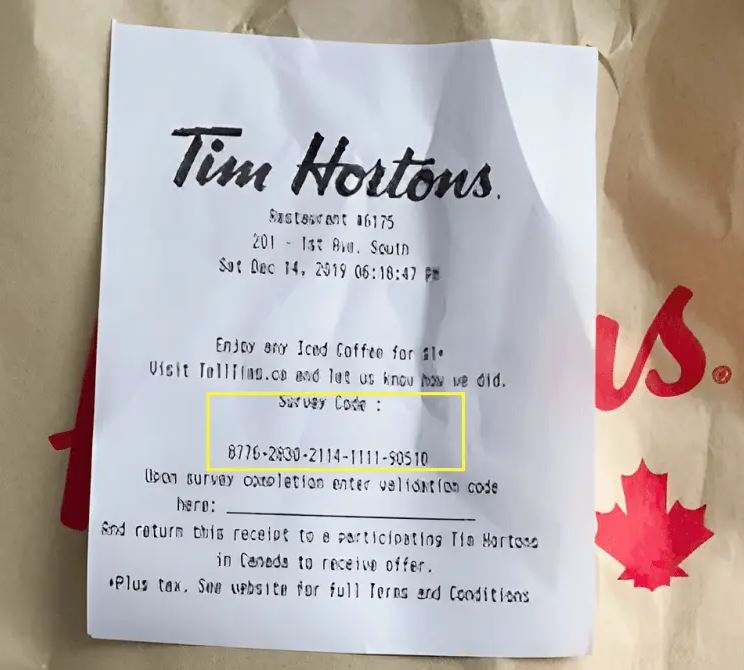 Tim Hortons.
Restaurant #6175
201 - 1st Ave. South
Sat Dec 14, 2019 06:18:47 PM
Enjoy any Iced Coffee for $1*
Visit TellTims.ca and let us know how we did.
Survey Code :
8776-2830-2114-1111-90510
Upon survey completion enter validation code
here:
And return this receipt to a participating Tim Hortons
in Canada to receive offer.
*Plus tax. See website for full Terms and Conditions